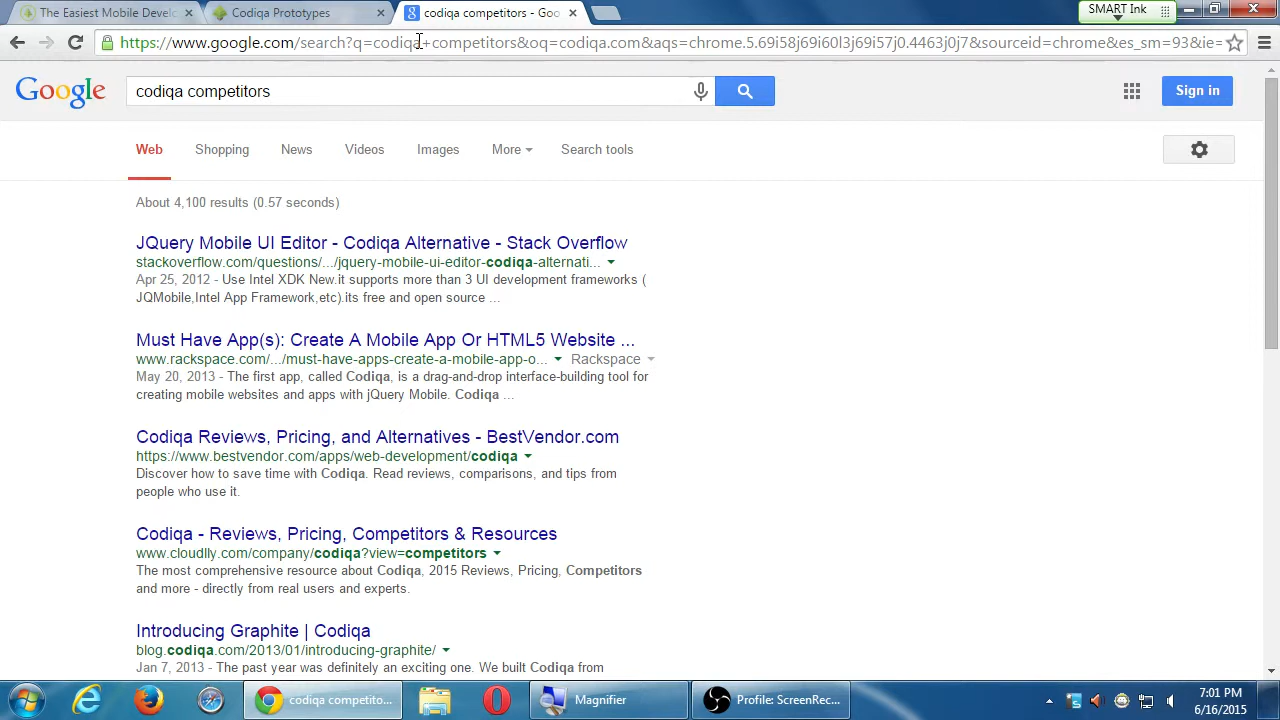 The Easiest Mobile Develo
Codiqa Prototypes
codiqa competitors - Goo
SMART Ink
https://www.google.com/search?q=codiqa+competitors&oq=codiqa.com&aqs=chrome.5.69i58j69i60l3j69i57j0.4463j0j7&sourceid=chrome&es_sm=93&ie=
Google
codiqa competitors
Sign in
Web
Shopping
News
Videos
Images
More
Search tools
About 4,100 results (0.57 seconds)
JQuery Mobile UI Editor - Codiqa Alternative - Stack Overflow
stackoverflow.com/questions/.../jquery-mobile-ui-editor-codiqa-alternati...
Apr 25, 2012 - Use Intel XDK New.it supports more than 3 UI development frameworks (
JQMobile,Intel App Framework,etc).its free and open source ...
Must Have App(s): Create A Mobile App Or HTML5 Website ...
www.rackspace.com/.../must-have-apps-create-a-mobile-app-o... Rackspace
May 20, 2013 - The first app, called Codiqa, is a drag-and-drop interface-building tool for
creating mobile websites and apps with jQuery Mobile. Codiqa ...
Codiqa Reviews, Pricing, and Alternatives - BestVendor.com
https://www.bestvendor.com/apps/web-development/codiqa
Discover how to save time with Codiqa. Read reviews, comparisons, and tips from
people who use it.
Codiqa - Reviews, Pricing, Competitors & Resources
www.cloudlly.com/company/codiqa?view=competitors
The most comprehensive resource about Codiqa, 2015 Reviews, Pricing, Competitors
and more - directly from real users and experts.
Introducing Graphite | Codiqa
blog.codiqa.com/2013/01/introducing-graphite/
Jan 7, 2013 - The past year was definitely an exciting one. We built Codiqa from
codiqa competito...
Magnifier
Profile: ScreenRec...
7:01 PM
6/16/2015